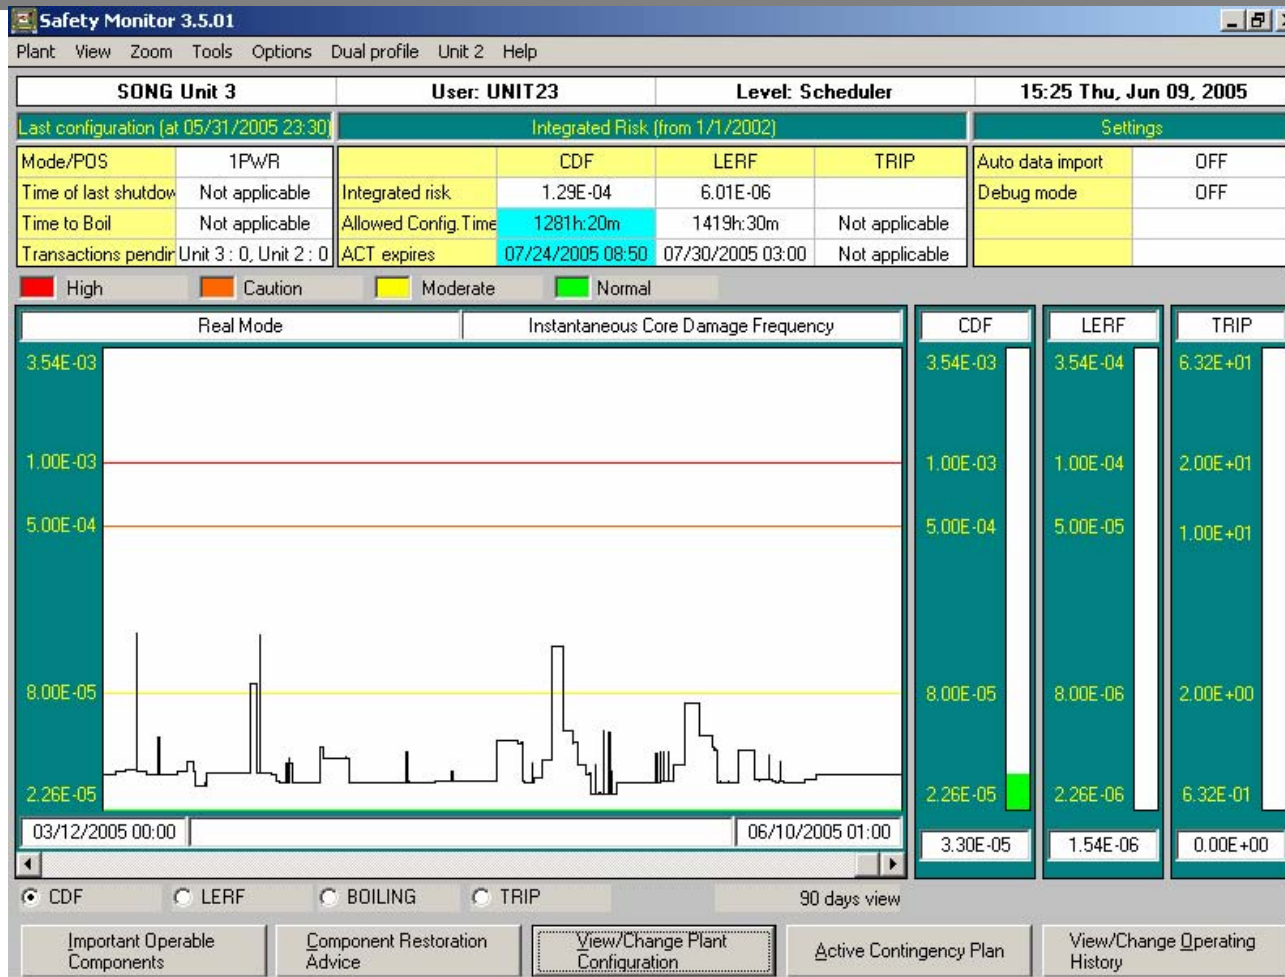 Safety Monitor 3.5.01
Plant View Zoom Tools Options Dual profile Unit 2 Help
SONG Unit 3 User: UNIT23 Level: Scheduler 15:25 Thu, Jun 09, 2005
Last configuration (at 05/31/2005 23:30) Integrated Risk (from 1/1/2002) Settings
Mode/POS 1PWR CDF LERF TRIP Auto data import OFF
Time of last shutdow Not applicable Integrated risk 1.29E-04 6.01E-06 Debug mode OFF
Time to Boil Not applicable Allowed Config.Time 1281h:20m 1419h:30m Not applicable
Transactions pendin Unit 3 : 0, Unit 2 : 0 ACT expires 07/24/2005 08:50 07/30/2005 03:00 Not applicable
High Caution Moderate Normal
Real Mode Instantaneous Core Damage Frequency CDF LERF TRIP
3.54E-03 3.54E-03 3.54E-04 6.32E+01
1.00E-03 1.00E-03 1.00E-04 2.00E+01
5.00E-04 5.00E-04 5.00E-05 1.00E+01
8.00E-05 8.00E-05 8.00E-06 2.00E+00
2.26E-05 2.26E-05 2.26E-06 6.32E-01
03/12/2005 00:00 06/10/2005 01:00 3.30E-05 1.54E-06 0.00E+00
CDF LERF BOILING TRIP 90 days view
Important Operable Component Restoration View/Change Plant Active Contingency Plan View/Change Operating
Components Advice Configuration History